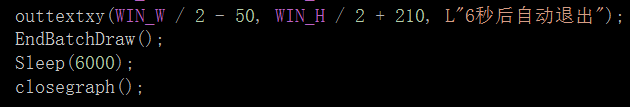 outtextxy(WIN_W / 2 - 50, WIN_H / 2 + 210, L"6秒后自动退出");
EndBatchDraw();
Sleep(6000);
closegraph();